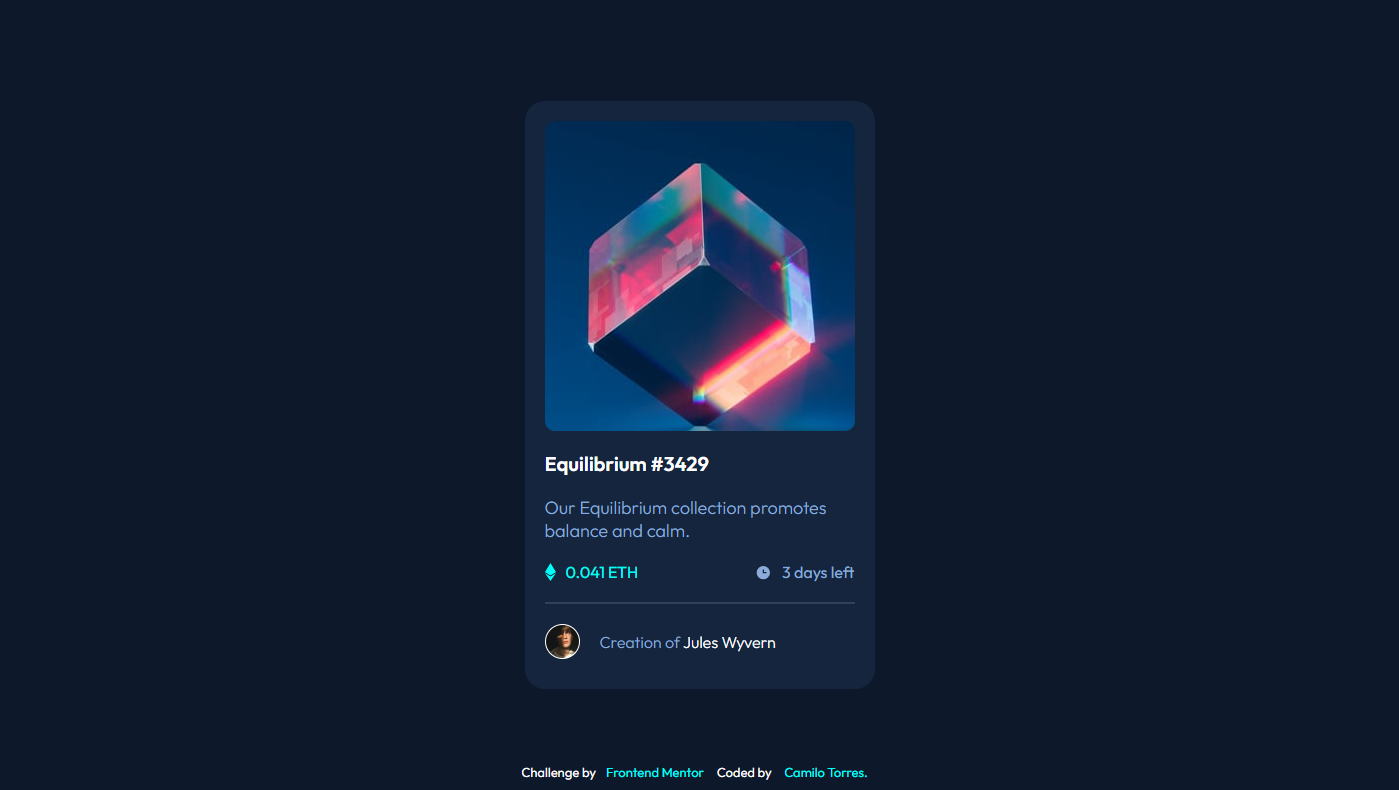 Equilibrium #3429
Our Equilibrium collection promotes
balance and calm.
0.041 ETH 3 days left
Creation of Jules Wyvern
Challenge by Frontend Mentor Coded by Camilo Torres.